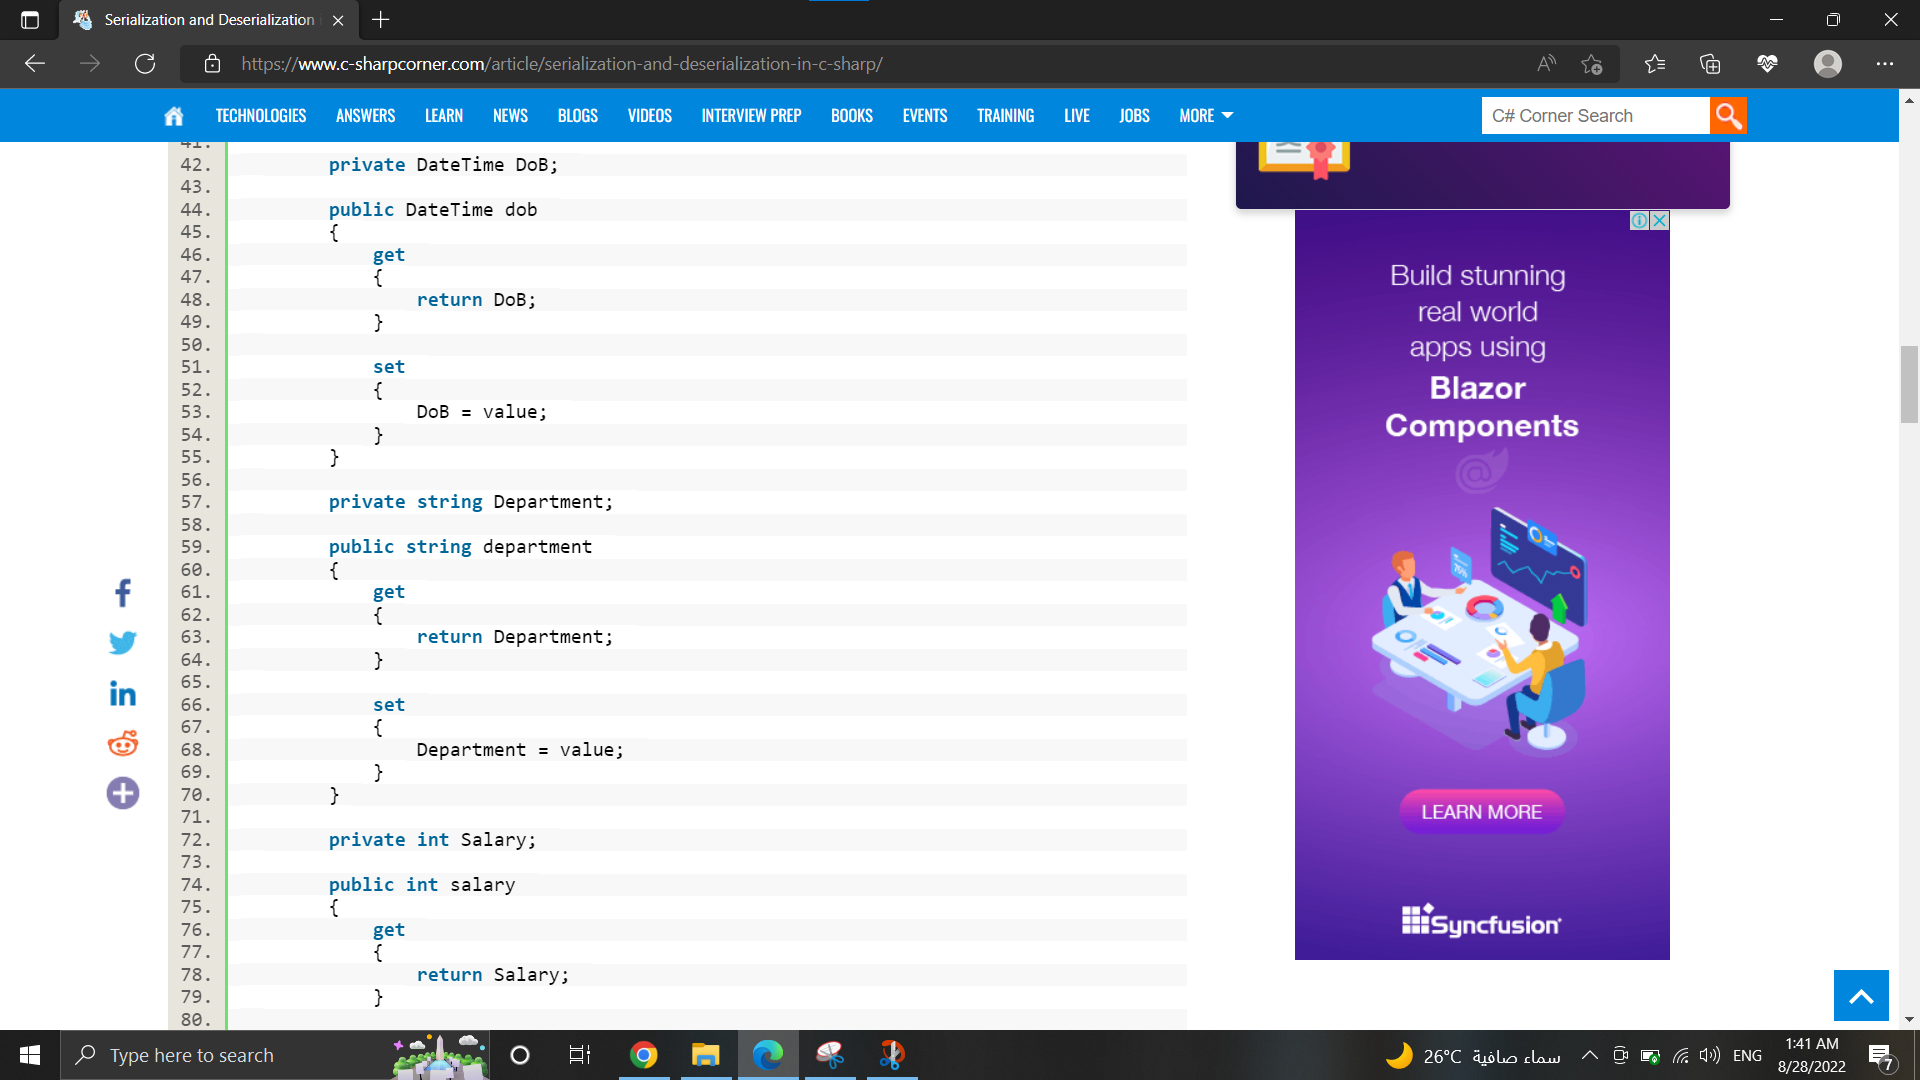 Serialization and Deserialization i
https://www.c-sharpcorner.com/article/serialization-and-deserialization-in-c-sharp/
TECHNOLOGIES ANSWERS LEARN NEWS BLOGS VIDEOS INTERVIEW PREP BOOKS EVENTS TRAINING LIVE JOBS MORE
C# Corner Search
41.
42. private DateTime DoB;
43.
44. public DateTime dob
45. {
46. get
47. {
48. return DoB;
49. }
50.
51. set
52. {
53. DoB = value;
54. }
55. }
56.
57. private string Department;
58.
59. public string department
60. {
61. get
62. {
63. return Department;
64. }
65.
66. set
67. {
68. Department = value;
69. }
70. }
71.
72. private int Salary;
73.
74. public int salary
75. {
76. get
77. {
78. return Salary;
79. }
80.
Build stunning
real world
apps using
Blazor
Components
75%
LEARN MORE
Syncfusion
Type here to search
26°C سماء صافية
ENG
1:41 AM
8/28/2022
7